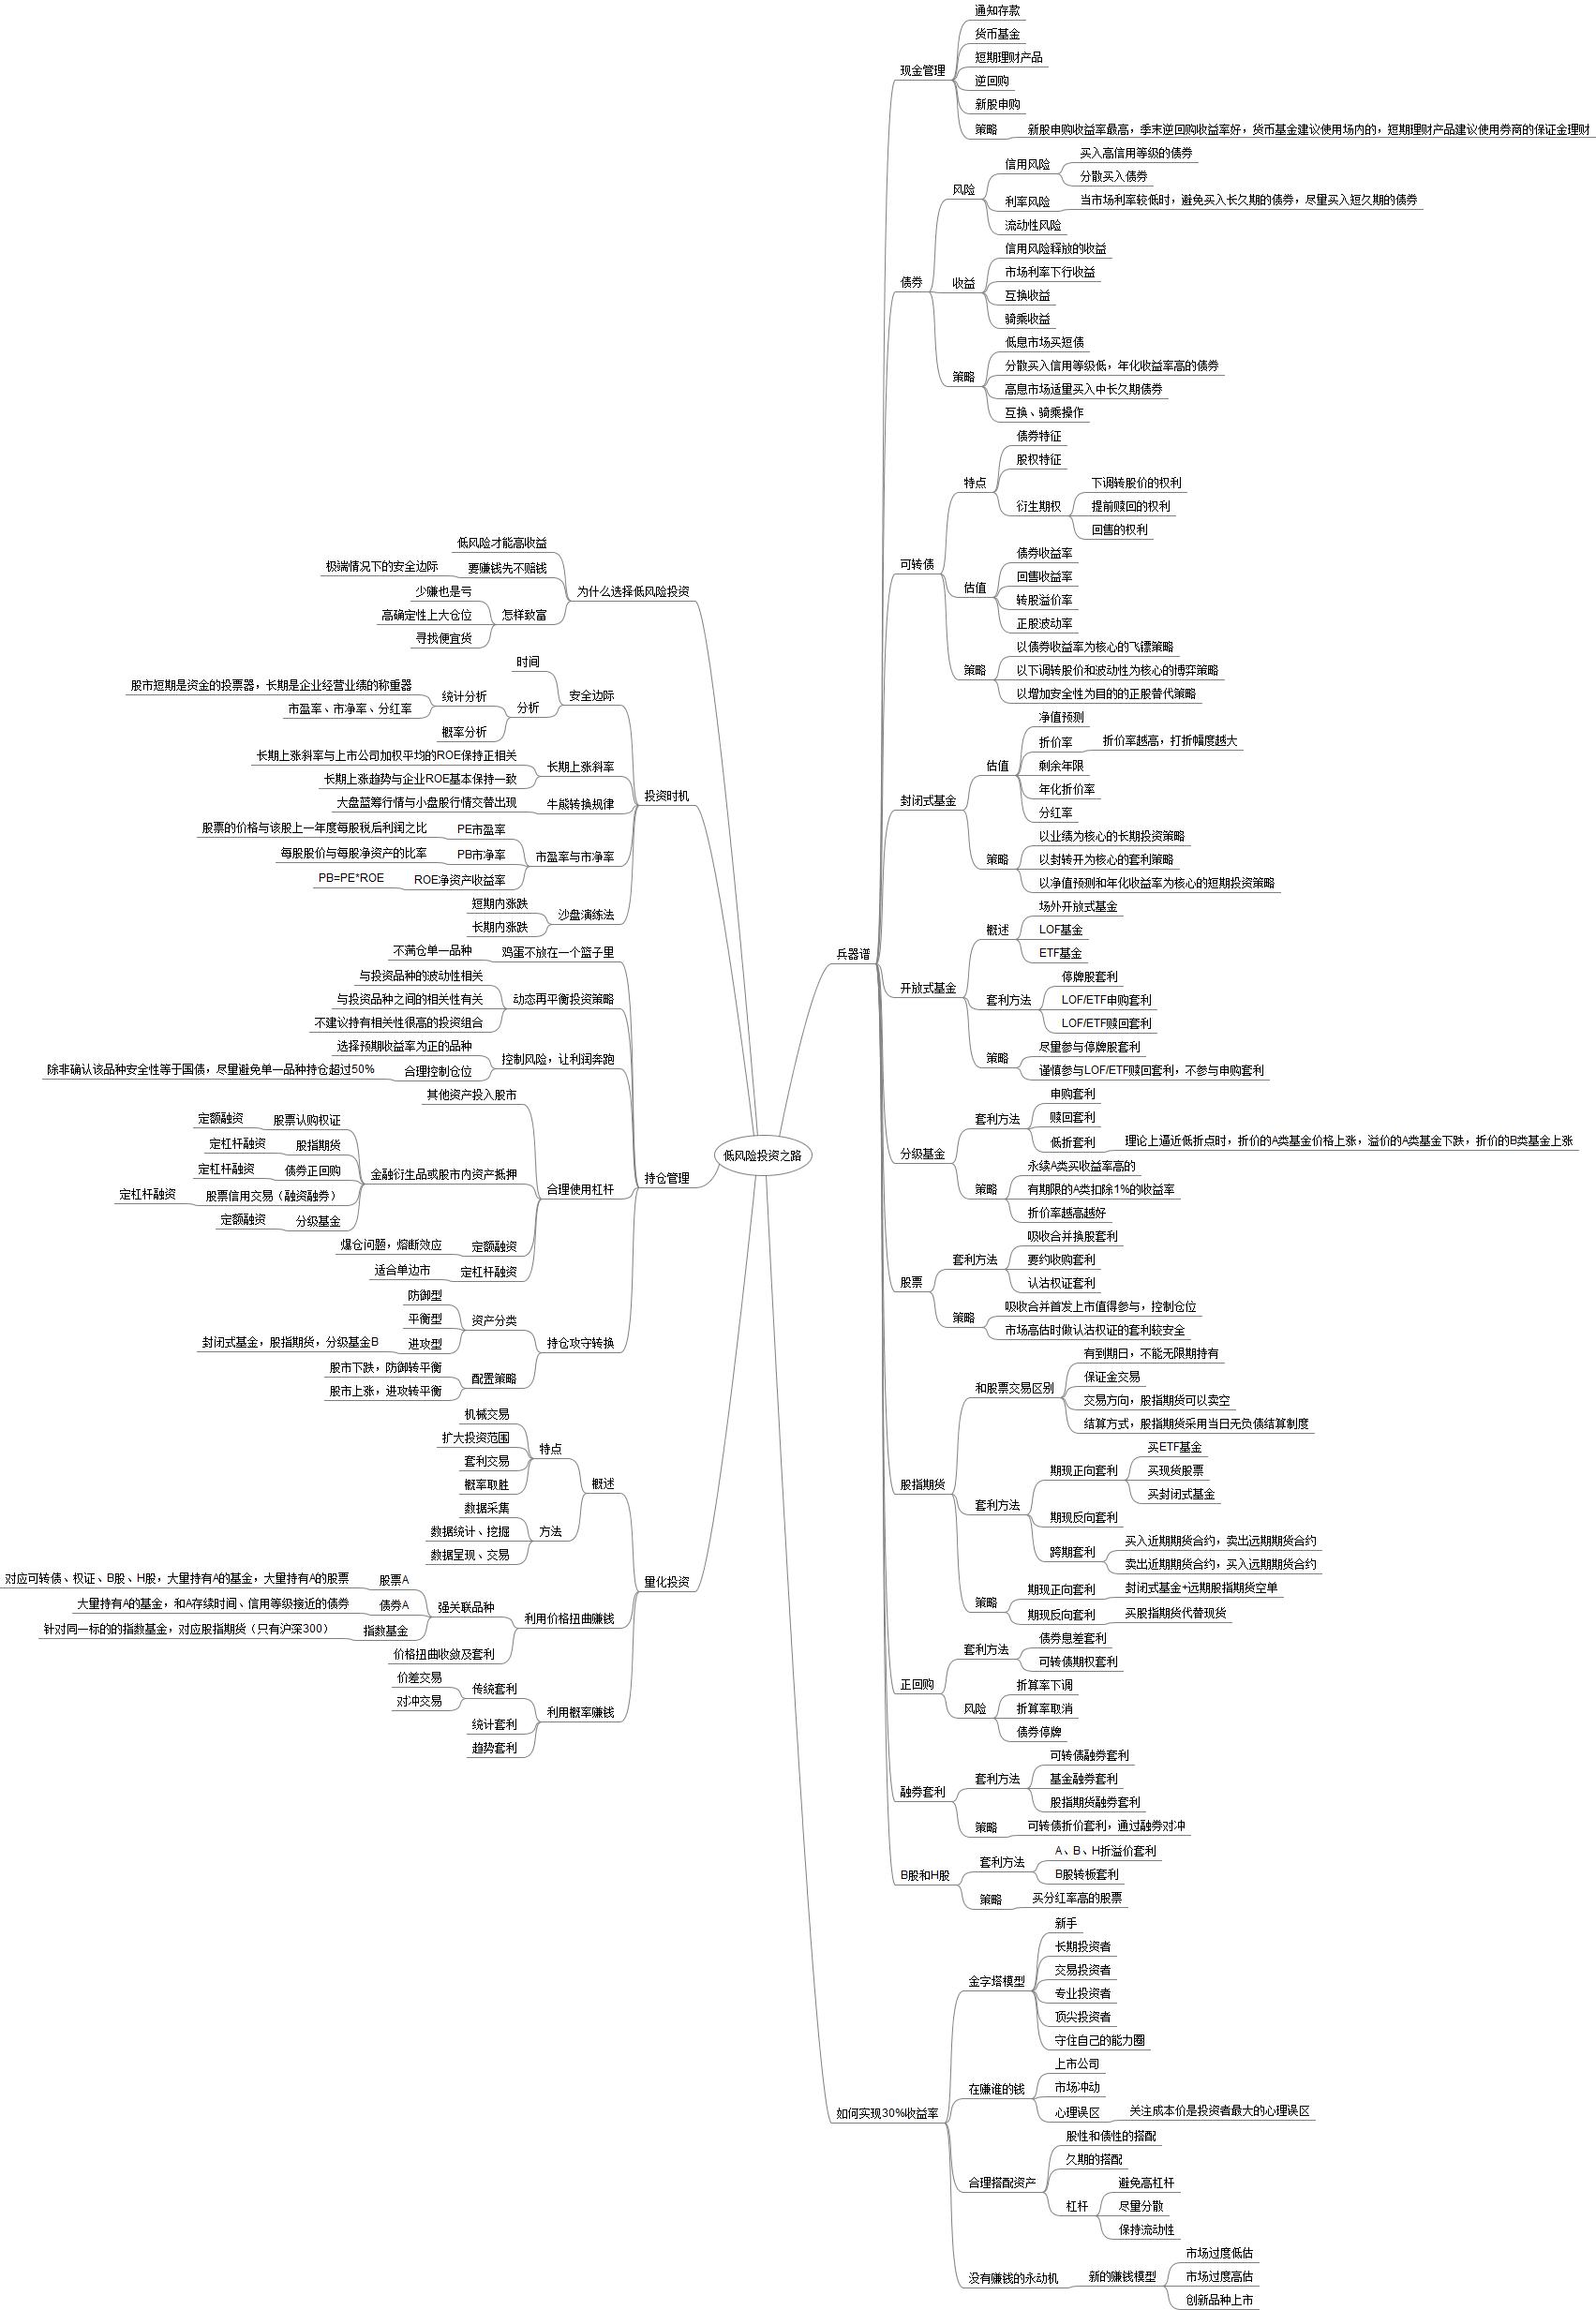 低风险投资之路
为什么选择低风险投资
低风险才能高收益
要赚钱先不赔钱
极端情况下的安全边际
怎样致富
少赚也是亏
高确定性上大仓位
寻找便宜货
投资时机
安全边际
时间
分析
统计分析
股市短期是资金的投票器，长期是企业经营业绩的称重器
市盈率、市净率、分红率
概率分析
长期上涨斜率
长期上涨斜率与上市公司加权平均的ROE保持正相关
长期上涨趋势与企业ROE基本保持一致
牛熊转换规律
大盘蓝筹行情与小盘股行情交替出现
市盈率与市净率
PE市盈率
股票的价格与该股上一年度每股税后利润之比
PB市净率
每股股价与每股净资产的比率
ROE净资产收益率
PB=PE*ROE
沙盘演练法
短期内涨跌
长期内涨跌
持仓管理
鸡蛋不放在一个篮子里
不满仓单一品种
动态再平衡投资策略
与投资品种的波动性相关
与投资品种之间的相关性有关
不建议持有相关性很高的投资组合
控制风险，让利润奔跑
选择预期收益率为正的品种
合理控制仓位
除非确认该品种安全性等于国债，尽量避免单一品种持仓超过50%
合理使用杠杆
其他资产投入股市
金融衍生品或股市内资产抵押
股票认购权证
定额融资
股指期货
定杠杆融资
债券正回购
定杠杆融资
股票信用交易（融资融券）
定杠杆融资
分级基金
定额融资
定额融资
爆仓问题，熔断效应
定杠杆融资
适合单边市
持仓攻守转换
资产分类
防御型
平衡型
进攻型
封闭式基金，股指期货，分级基金B
配置策略
股市下跌，防御转平衡
股市上涨，进攻转平衡
量化投资
概述
特点
机械交易
扩大投资范围
套利交易
概率取胜
方法
数据采集
数据统计、挖掘
数据呈现、交易
利用价格扭曲赚钱
强关联品种
股票A
对应可转债、权证、B股、H股，大量持有A的基金，大量持有A的股票
债券A
大量持有A的基金，和A存续时间、信用等级接近的债券
指数基金
针对同一标的的指数基金，对应股指期货（只有沪深300）
价格扭曲收敛及套利
利用概率赚钱
传统套利
价差交易
对冲交易
统计套利
趋势套利
兵器谱
现金管理
通知存款
货币基金
短期理财产品
逆回购
新股申购
策略
新股申购收益率最高，季末逆回购收益率好，货币基金建议使用场内的，短期理财产品建议使用券商的保证金理财
债券
风险
信用风险
买入高信用等级的债券
分散买入债券
利率风险
当市场利率较低时，避免买入长久期的债券，尽量买入短久期的债券
流动性风险
收益
信用风险释放的收益
市场利率下行收益
互换收益
骑乘收益
策略
低息市场买短债
分散买入信用等级低，年化收益率高的债券
高息市场适量买入中长久期债券
互换、骑乘操作
可转债
特点
债券特征
股权特征
衍生期权
下调转股价的权利
提前赎回的权利
回售的权利
估值
债券收益率
回售收益率
转股溢价率
正股波动率
策略
以债券收益率为核心的飞镖策略
以下调转股价和波动性为核心的博弈策略
以增加安全性为目的的正股替代策略
封闭式基金
估值
净值预测
折价率
折价率越高，打折幅度越大
剩余年限
年化折价率
分红率
策略
以业绩为核心的长期投资策略
以封转开为核心的套利策略
以净值预测和年化收益率为核心的短期投资策略
开放式基金
概述
场外开放式基金
LOF基金
ETF基金
套利方法
停牌股套利
LOF/ETF申购套利
LOF/ETF赎回套利
策略
尽量参与停牌股套利
谨慎参与LOF/ETF赎回套利，不参与申购套利
分级基金
套利方法
申购套利
赎回套利
低折套利
理论上逼近低折点时，折价的A类基金价格上涨，溢价的A类基金下跌，折价的B类基金上涨
策略
永续A类买收益率高的
有期限的A类扣除1%的收益率
折价率越高越好
股票
套利方法
吸收合并换股套利
要约收购套利
认沽权证套利
策略
吸收合并首发上市值得参与，控制仓位
市场高估时做认沽权证的套利较安全
股指期货
和股票交易区别
有到期日，不能无限期持有
保证金交易
交易方向，股指期货可以卖空
结算方式，股指期货采用当日无负债结算制度
套利方法
期现正向套利
买ETF基金
买现货股票
买封闭式基金
期现反向套利
跨期套利
买入近期期货合约，卖出远期期货合约
卖出近期期货合约，买入远期期货合约
策略
期现正向套利
封闭式基金+远期股指期货空单
期现反向套利
买股指期货代替现货
正回购
套利方法
债券息差套利
可转债期权套利
风险
折算率下调
折算率取消
债券停牌
融券套利
套利方法
可转债融券套利
基金融券套利
股指期货融券套利
策略
可转债折价套利，通过融券对冲
B股和H股
套利方法
A、B、H折溢价套利
B股转板套利
策略
买分红率高的股票
如何实现30%收益率
金字塔模型
新手
长期投资者
交易投资者
专业投资者
顶尖投资者
守住自己的能力圈
在赚谁的钱
上市公司
市场冲动
心理误区
关注成本价是投资者最大的心理误区
合理搭配资产
股性和债性的搭配
久期的搭配
杠杆
避免高杠杆
尽量分散
保持流动性
没有赚钱的永动机
新的赚钱模型
市场过度低估
市场过度高估
创新品种上市